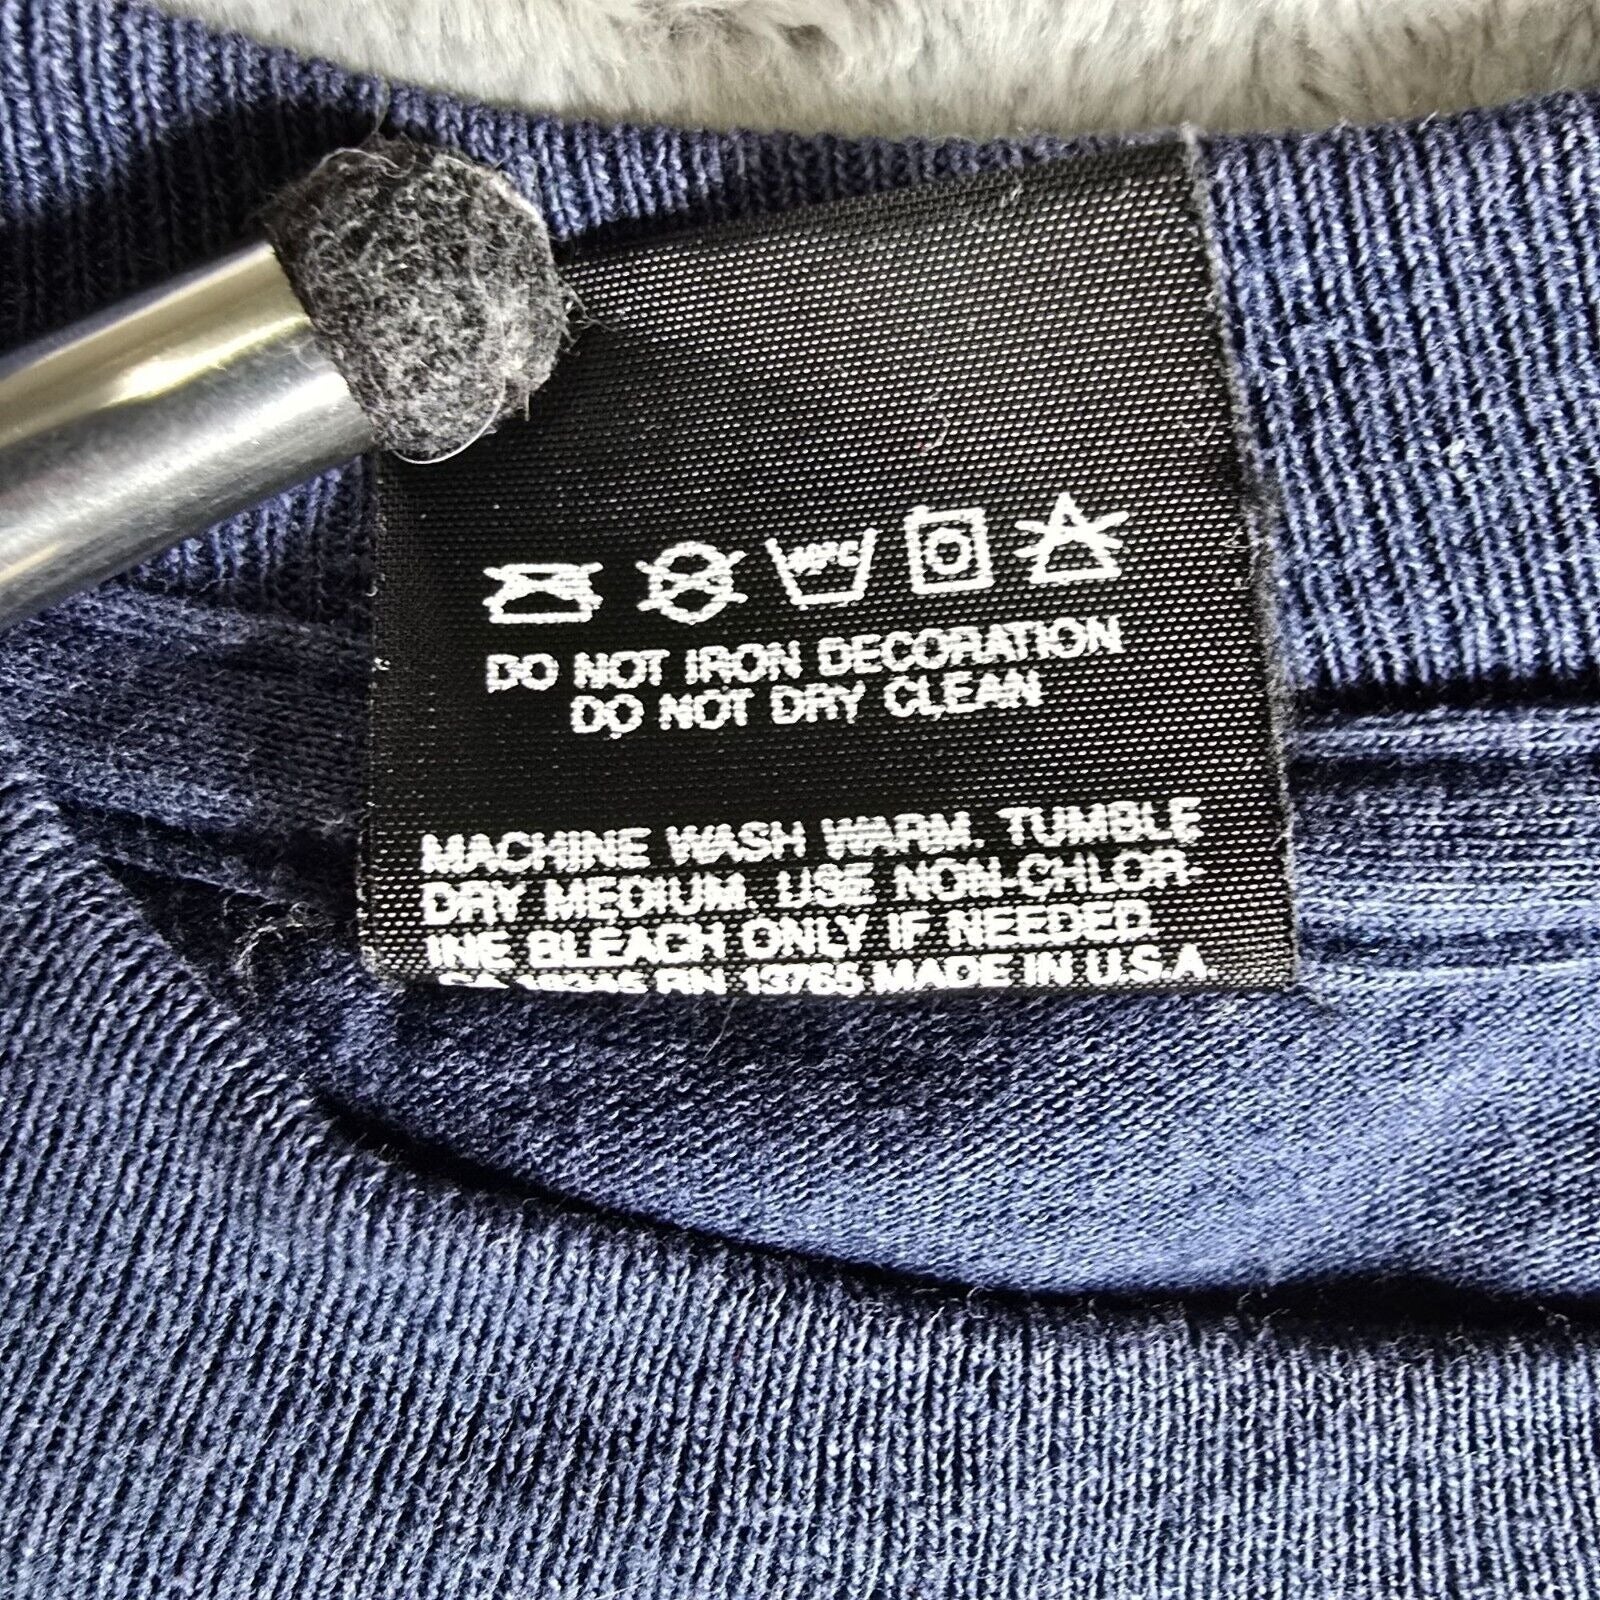 40°C
DO NOT IRON DECORATION
DO NOT DRY CLEAN
MACHINE WASH WARM. TUMBLE
DRY MEDIUM. USE NON-CHLOR-
INE BLEACH ONLY IF NEEDED.
RN 13765 MADE IN U.S.A.